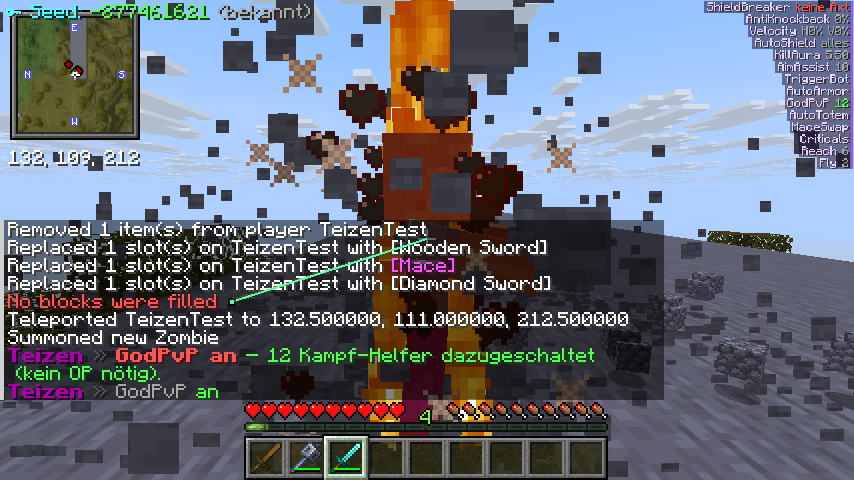 Seed: -877461621 (bekannt)
E
N
S
W
132, 109, 212
ShieldBreaker keine Axt
AntiKnockback 0%
Velocity H0% V0%
AutoShield alles
KillAura 5.50
AimAssist 10
TriggerBot
AutoArmor
GodPvP 12
AutoTotem
MaceSwap
Criticals
Reach 6
Fly 2
Removed 1 item(s) from player TeizenTest
Replaced 1 slot(s) on TeizenTest with [Wooden Sword]
Replaced 1 slot(s) on TeizenTest with [Mace]
Replaced 1 slot(s) on TeizenTest with [Diamond Sword]
No blocks were filled
Teleported TeizenTest to 132.500000, 111.000000, 212.500000
Summoned new Zombie
Teizen » GodPvP an – 12 Kampf-Helfer dazugeschaltet
(kein OP nötig).
Teizen » GodPvP an
4